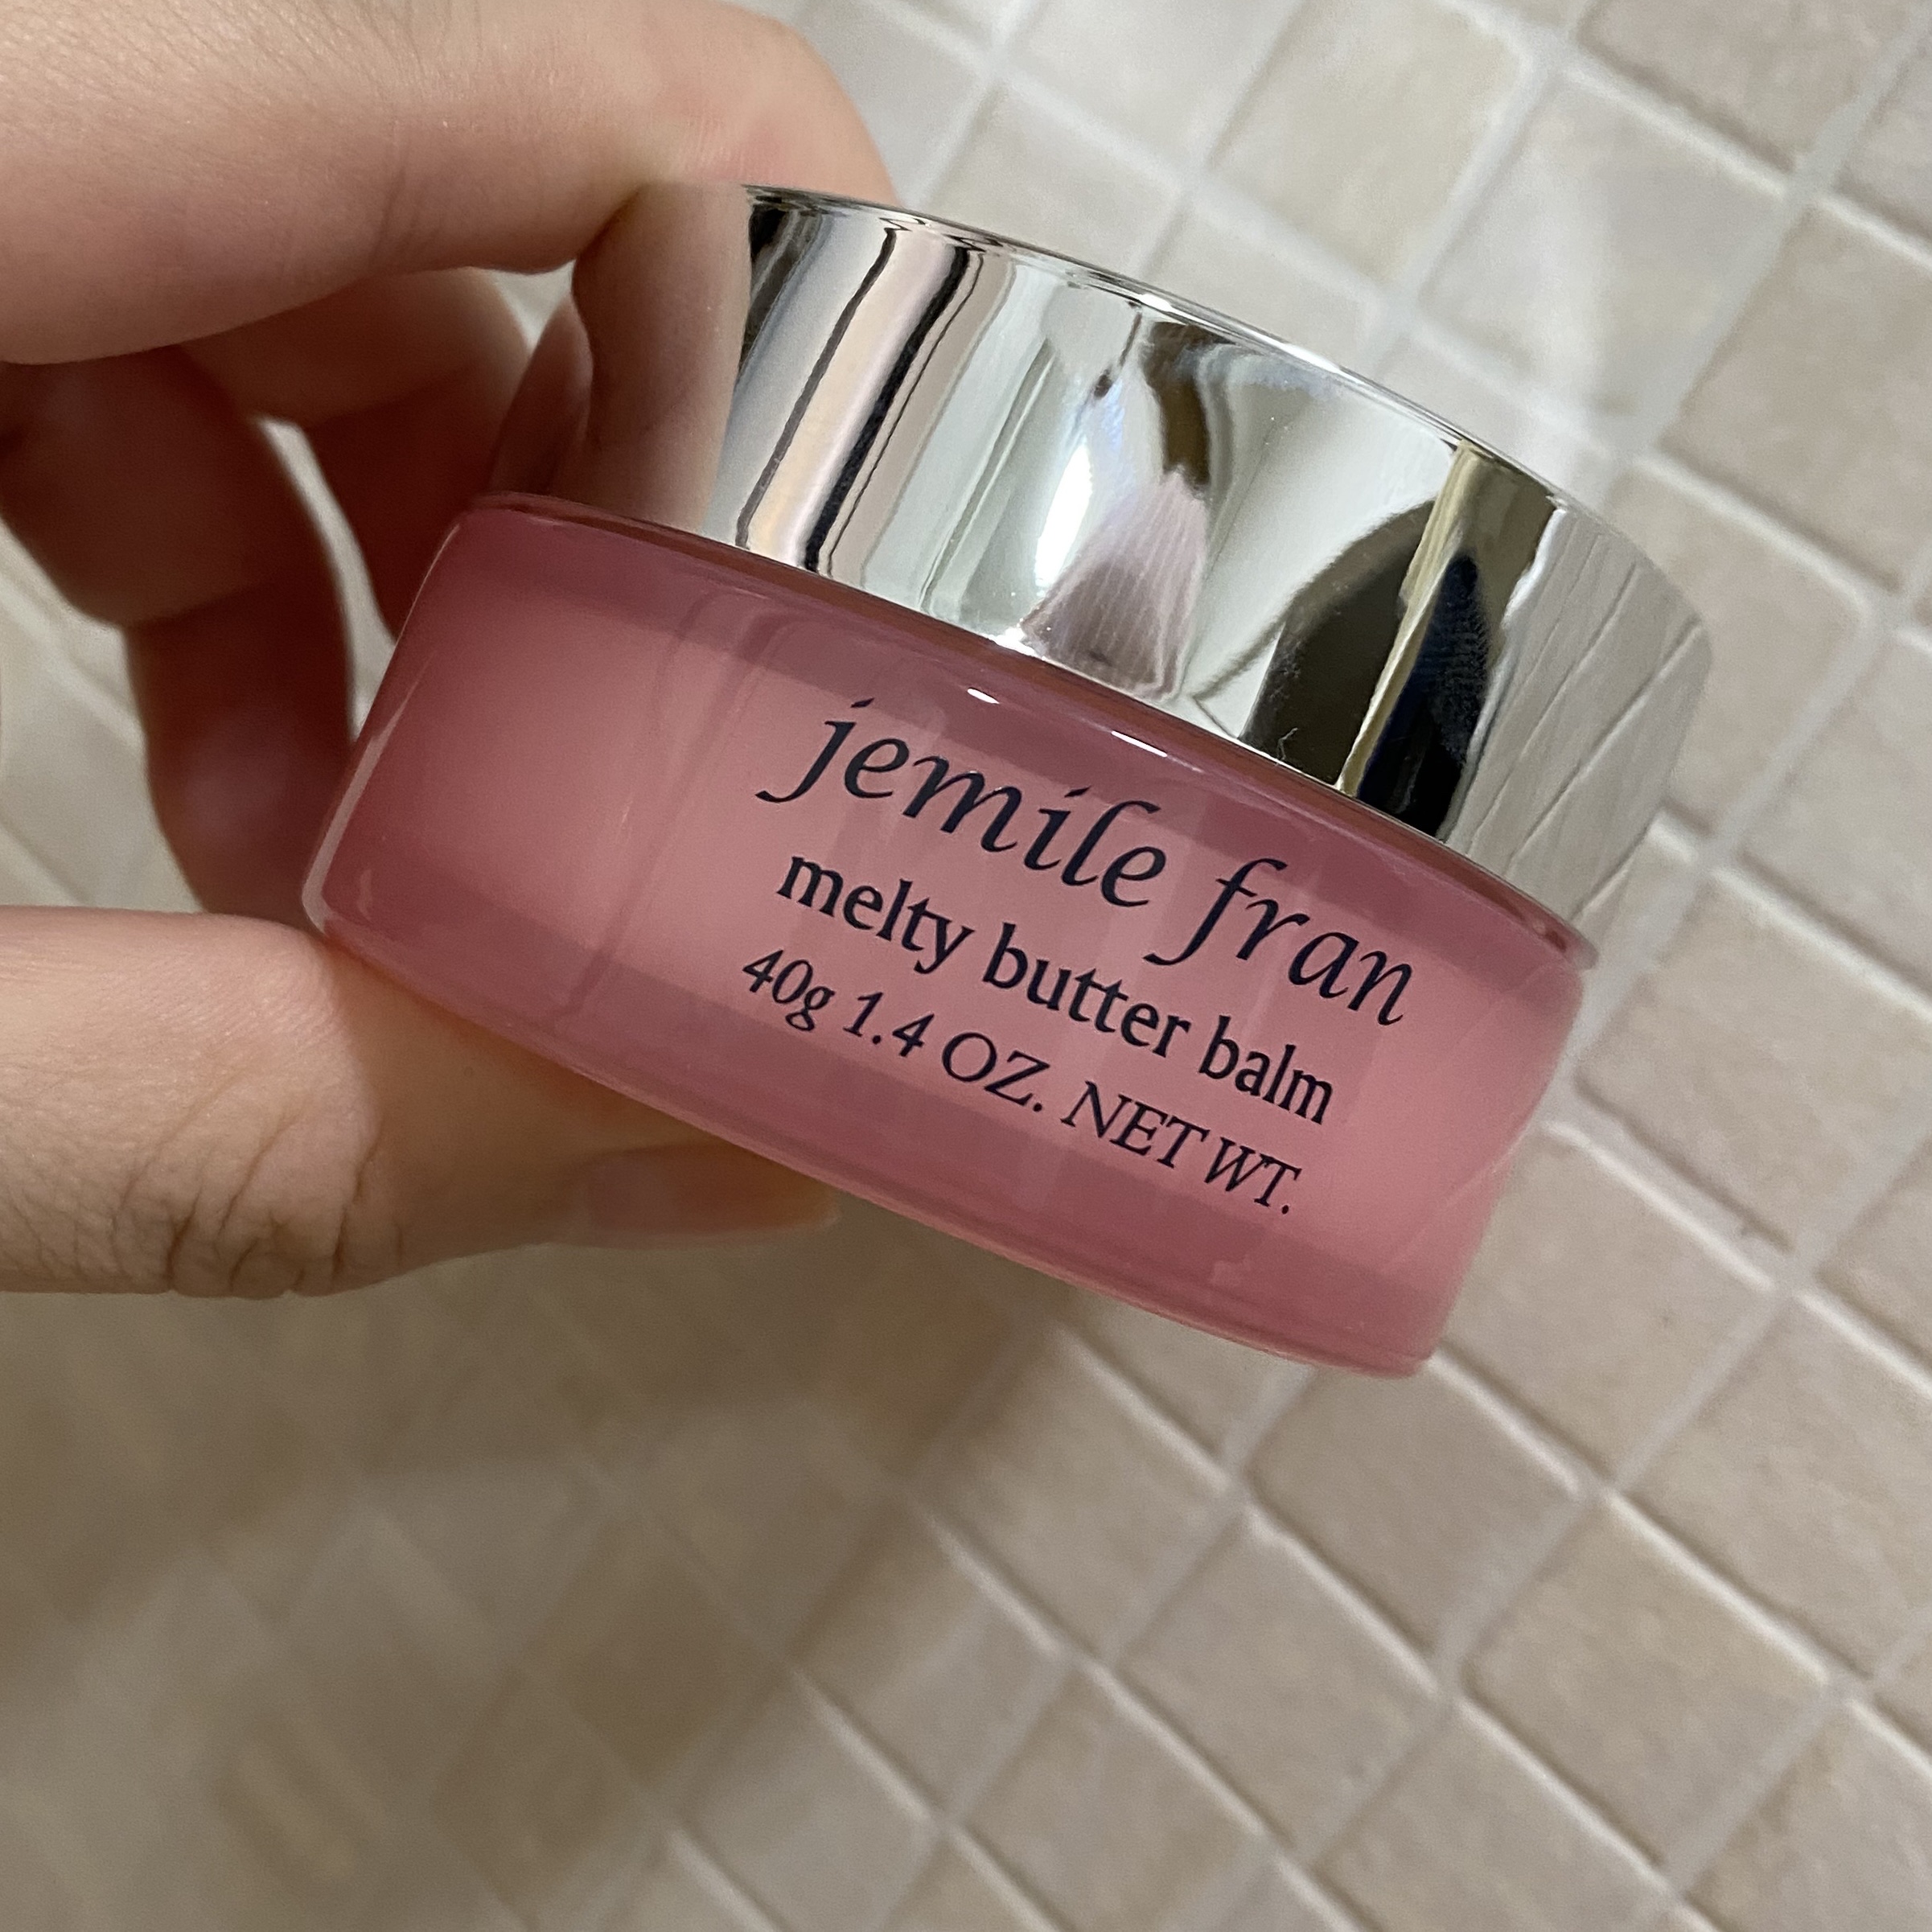 jemile fran
melty butter balm
40g 1.4 OZ. NET WT.